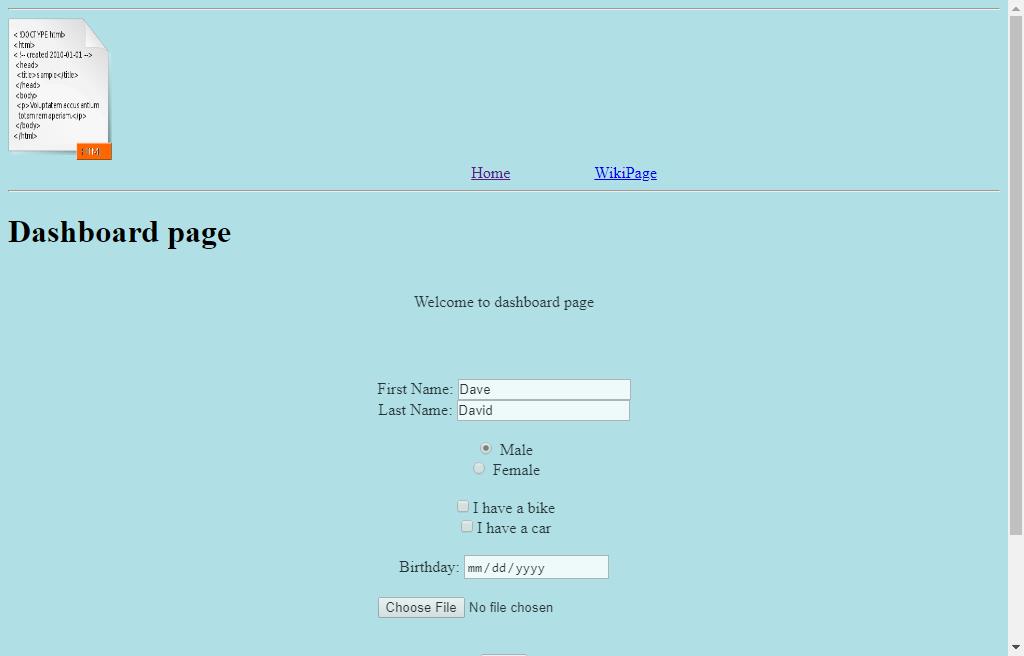 <!DOCTYPE html>
<html>
<!-- created 2010-01-01 -->
<head>
<title>sample</title>
</head>
<body>
<p>Voluptatem accusantium
totam rem aperiam.</p>
</body>
</html>
HTML
Home WikiPage
Dashboard page
Welcome to dashboard page
First Name: Dave
Last Name: David
Male
Female
I have a bike
I have a car
Birthday: mm/dd/yyyy
Choose File No file chosen